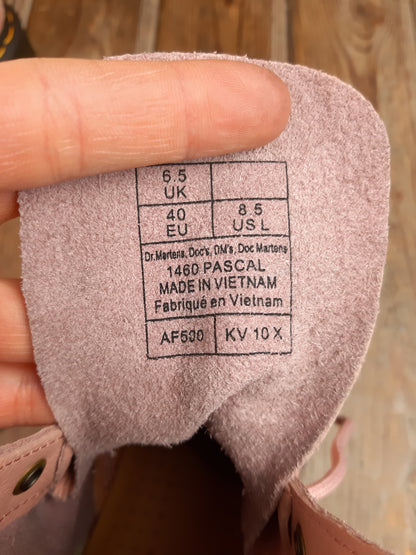 6.5
UK
40
EU
8.5
US L
Dr.Martens, Doc's, DM's, Doc Martens
1460 PASCAL
MADE IN VIETNAM
Fabriqué en Vietnam
AF500
KV 10 X